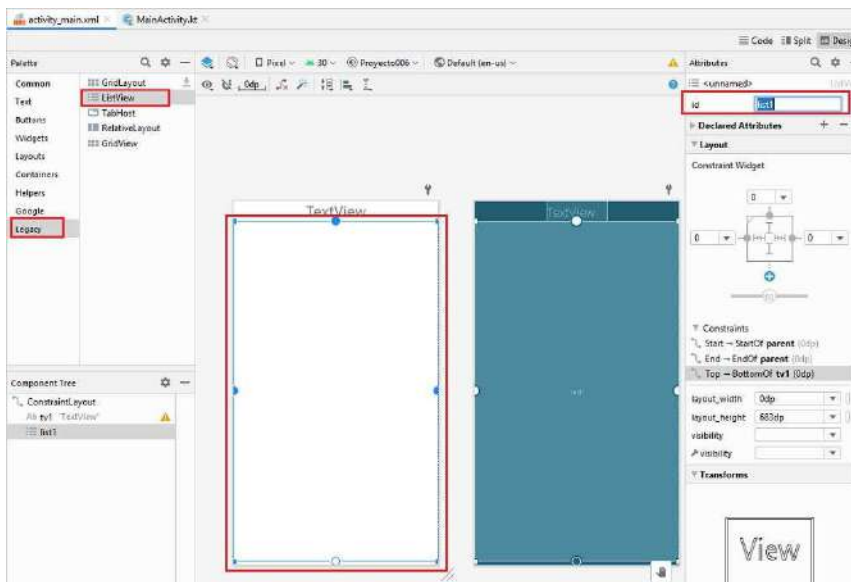 activity_main.xml
MainActivity.kt
Code
Split
Desig
Palette
Common
Text
Buttons
Widgets
Layouts
Containers
Helpers
Google
Legacy
GridLayout
ListView
TabHost
RelativeLayout
GridView
Pixel
30
Proyecto006
Default (en-us)
0dp
TextView
TextView
Component Tree
ConstraintLayout
Ab tv1 "TextView"
list1
Attributes
<unnamed>
ListVi
id
list1
Declared Attributes
Layout
Constraint Widget
0
0
0
Constraints
Start → StartOf parent (0dp)
End → EndOf parent (0dp)
Top → BottomOf tv1 (0dp)
layout_width 0dp
layout_height 683dp
visibility
visibility
Transforms
View